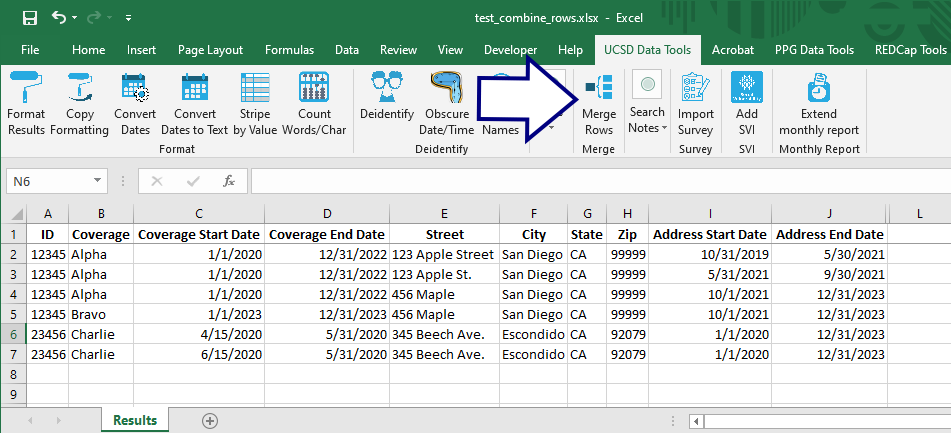 test_combine_rows.xlsx - Excel
File Home Insert Page Layout Formulas Data Review View Developer Help UCSD Data Tools Acrobat PPG Data Tools REDCap Tools
Format Results
Copy Formatting
Convert Dates
Convert Dates to Text
Stripe by Value
Count Words/Char
Format
Deidentify
Obscure Date/Time
Names
Deidentify
Merge Rows
Merge
Search Notes
Import Survey
Survey
Add SVI
SVI
Extend monthly report
Monthly Report
N6 fx
A B C D E F G H I J L
1 ID Coverage Coverage Start Date Coverage End Date Street City State Zip Address Start Date Address End Date
2 12345 Alpha 1/1/2020 12/31/2022 123 Apple Street San Diego CA 99999 10/31/2019 5/30/2021
3 12345 Alpha 1/1/2020 12/31/2022 123 Apple St. San Diego CA 99999 5/31/2021 9/30/2021
4 12345 Alpha 1/1/2020 12/31/2022 456 Maple San Diego CA 99999 10/1/2021 12/31/2023
5 12345 Bravo 1/1/2023 12/31/2023 456 Maple San Diego CA 99999 10/1/2021 12/31/2023
6 23456 Charlie 4/15/2020 5/31/2020 345 Beech Ave. Escondido CA 92079 1/1/2020 12/31/2023
7 23456 Charlie 6/15/2020 5/31/2020 345 Beech Ave. Escondido CA 92079 1/1/2020 12/31/2023
8
9
Results